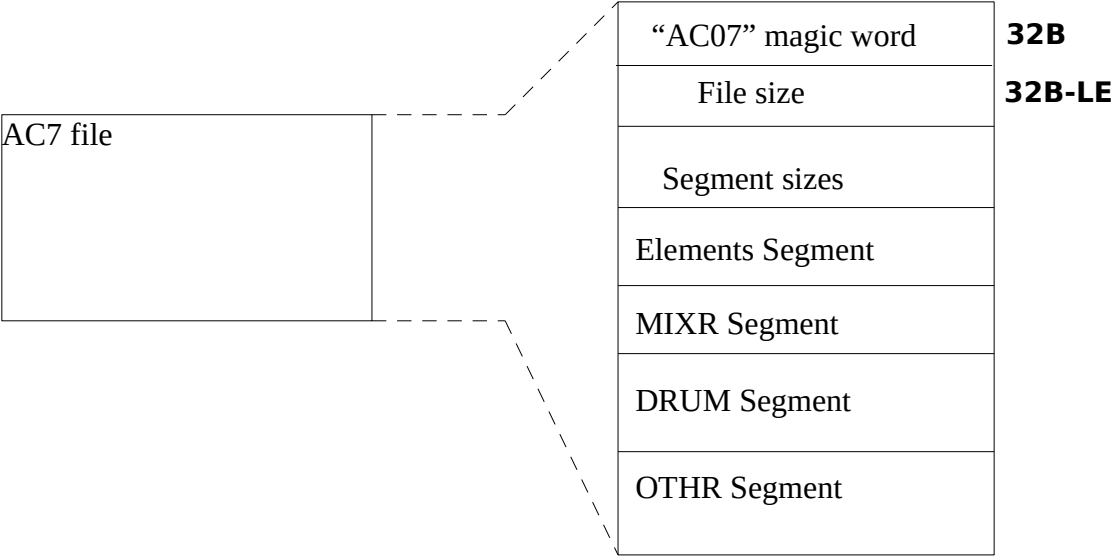 “AC07” magic word
32B
File size
32B-LE
AC7 file
Segment sizes
Elements Segment
MIXR Segment
DRUM Segment
OTHR Segment